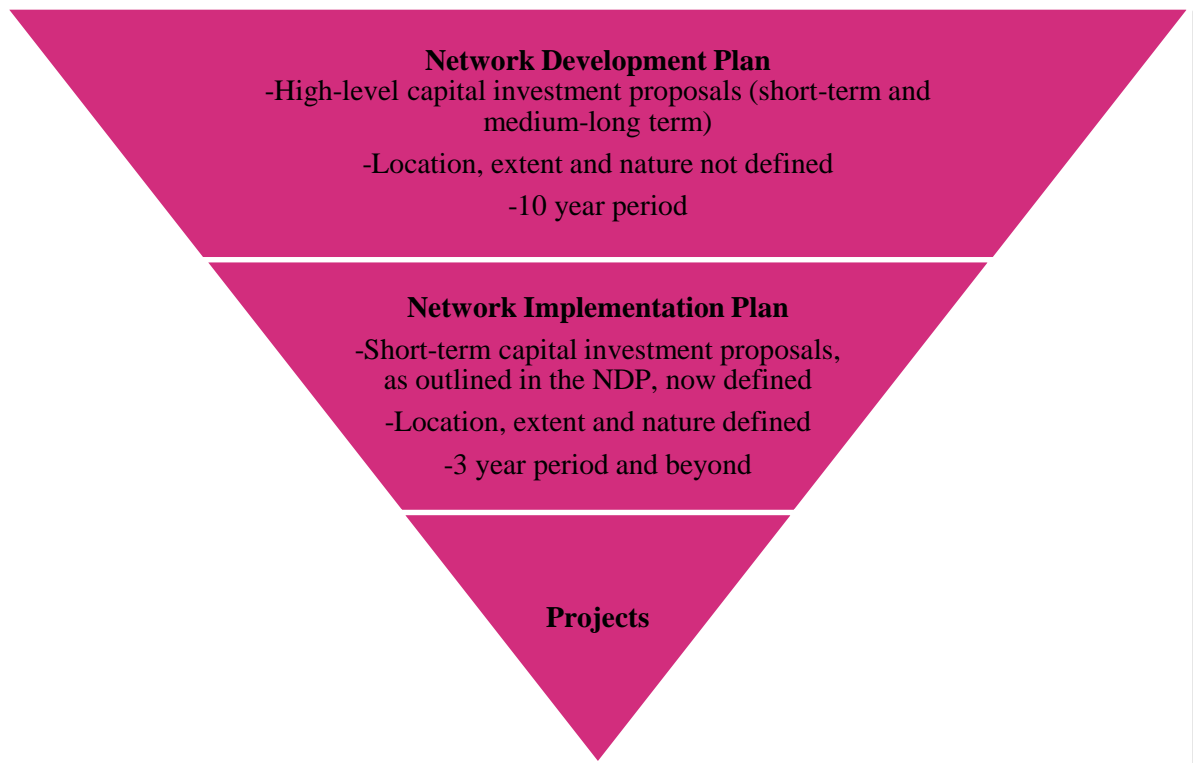 Network Development Plan
-High-level capital investment proposals (short-term and
medium-long term)
-Location, extent and nature not defined
-10 year period
Network Implementation Plan
-Short-term capital investment proposals,
as outlined in the NDP, now defined
-Location, extent and nature defined
-3 year period and beyond
Projects